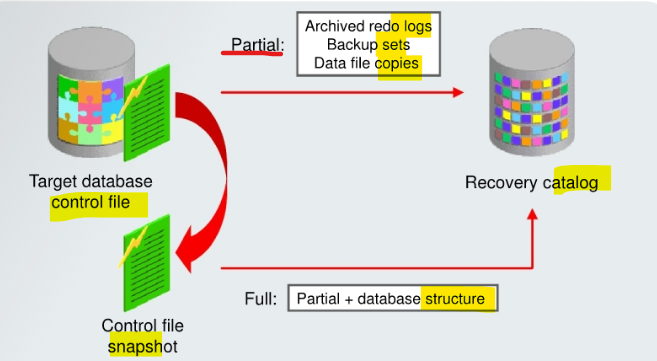 Partial:
Archived redo logs
Backup sets
Data file copies
Target database
control file
Recovery catalog
Full:
Partial + database structure
Control file
snapshot